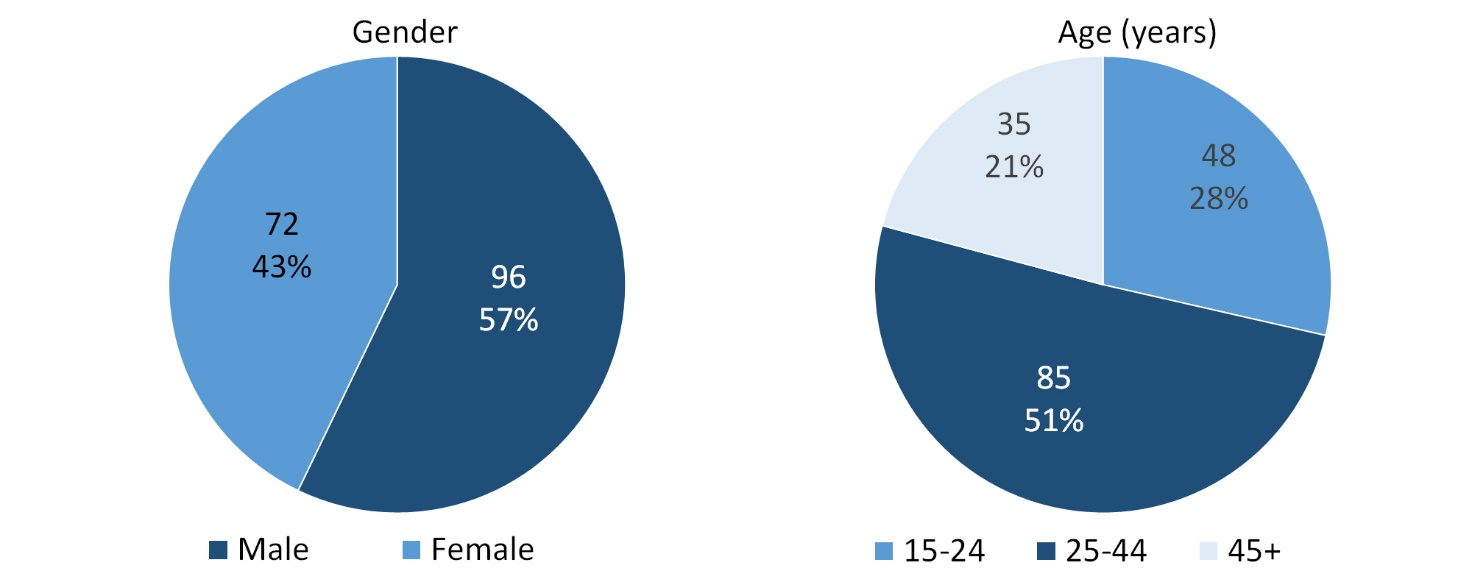 Gender
72
43%
96
57%
Male Female
Age (years)
35
21%
48
28%
85
51%
15-24 25-44 45+